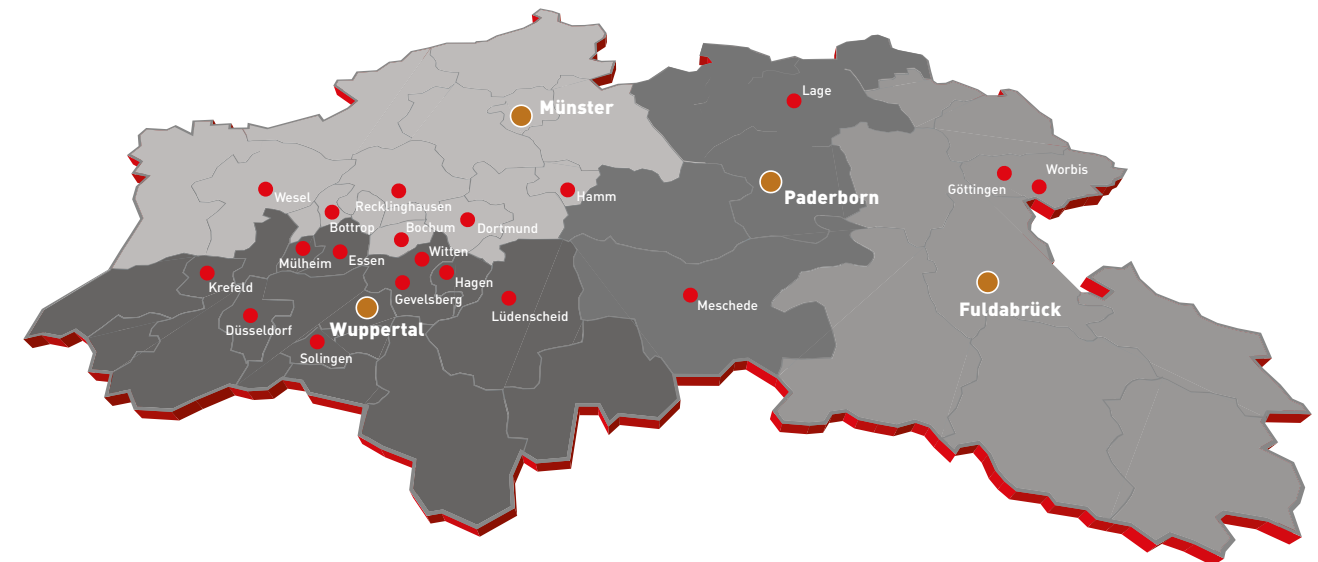 Lage
Münster
Worbis
Göttingen
Wesel
Recklinghausen
Hamm
Paderborn
Bottrop
Bochum
Dortmund
Witten
Mülheim
Essen
Krefeld
Hagen
Gevelsberg
Meschede
Fuldabrück
Lüdenscheid
Düsseldorf
Wuppertal
Solingen